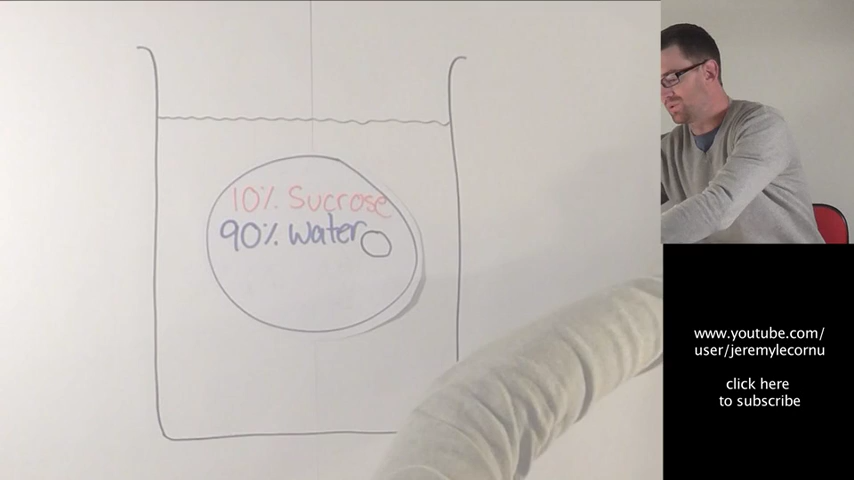 10% Sucrose
90% Water
www.youtube.com/
user/jeremylecornu
click here
to subscribe